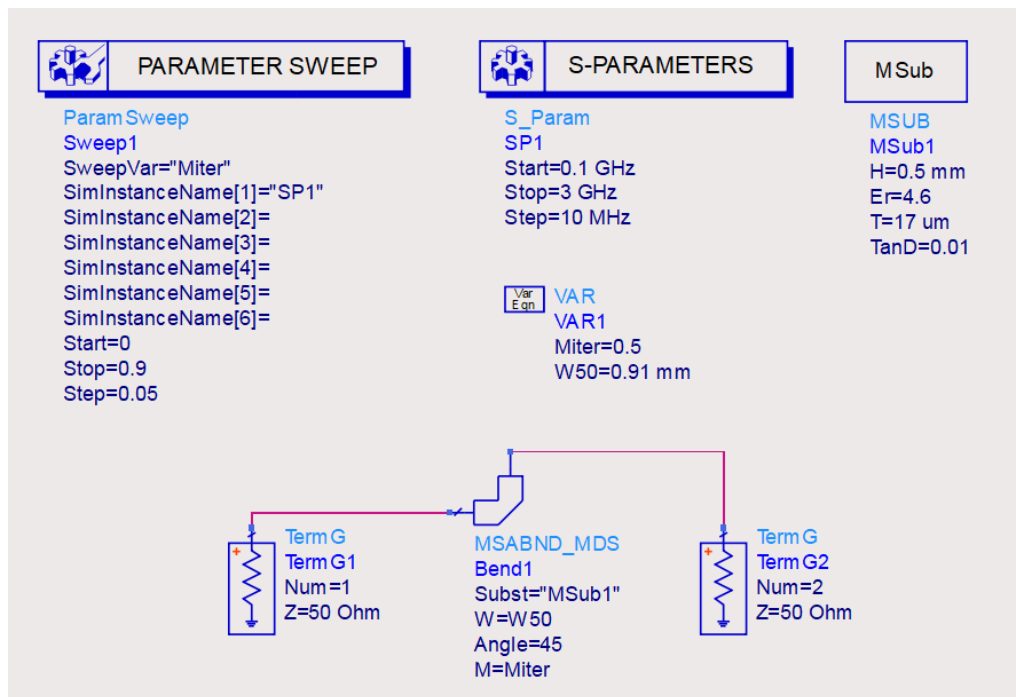 PARAMETER SWEEP
ParamSweep
Sweep1
SweepVar="Miter"
SimInstanceName[1]="SP1"
SimInstanceName[2]=
SimInstanceName[3]=
SimInstanceName[4]=
SimInstanceName[5]=
SimInstanceName[6]=
Start=0
Stop=0.9
Step=0.05
S-PARAMETERS
S_Param
SP1
Start=0.1 GHz
Stop=3 GHz
Step=10 MHz
MSub
MSUB
MSub1
H=0.5 mm
Er=4.6
T=17 um
TanD=0.01
Var
Eqn
VAR
VAR1
Miter=0.5
W50=0.91 mm
TermG
TermG1
Num=1
Z=50 Ohm
MSABND_MDS
Bend1
Subst="MSub1"
W=W50
Angle=45
M=Miter
TermG
TermG2
Num=2
Z=50 Ohm